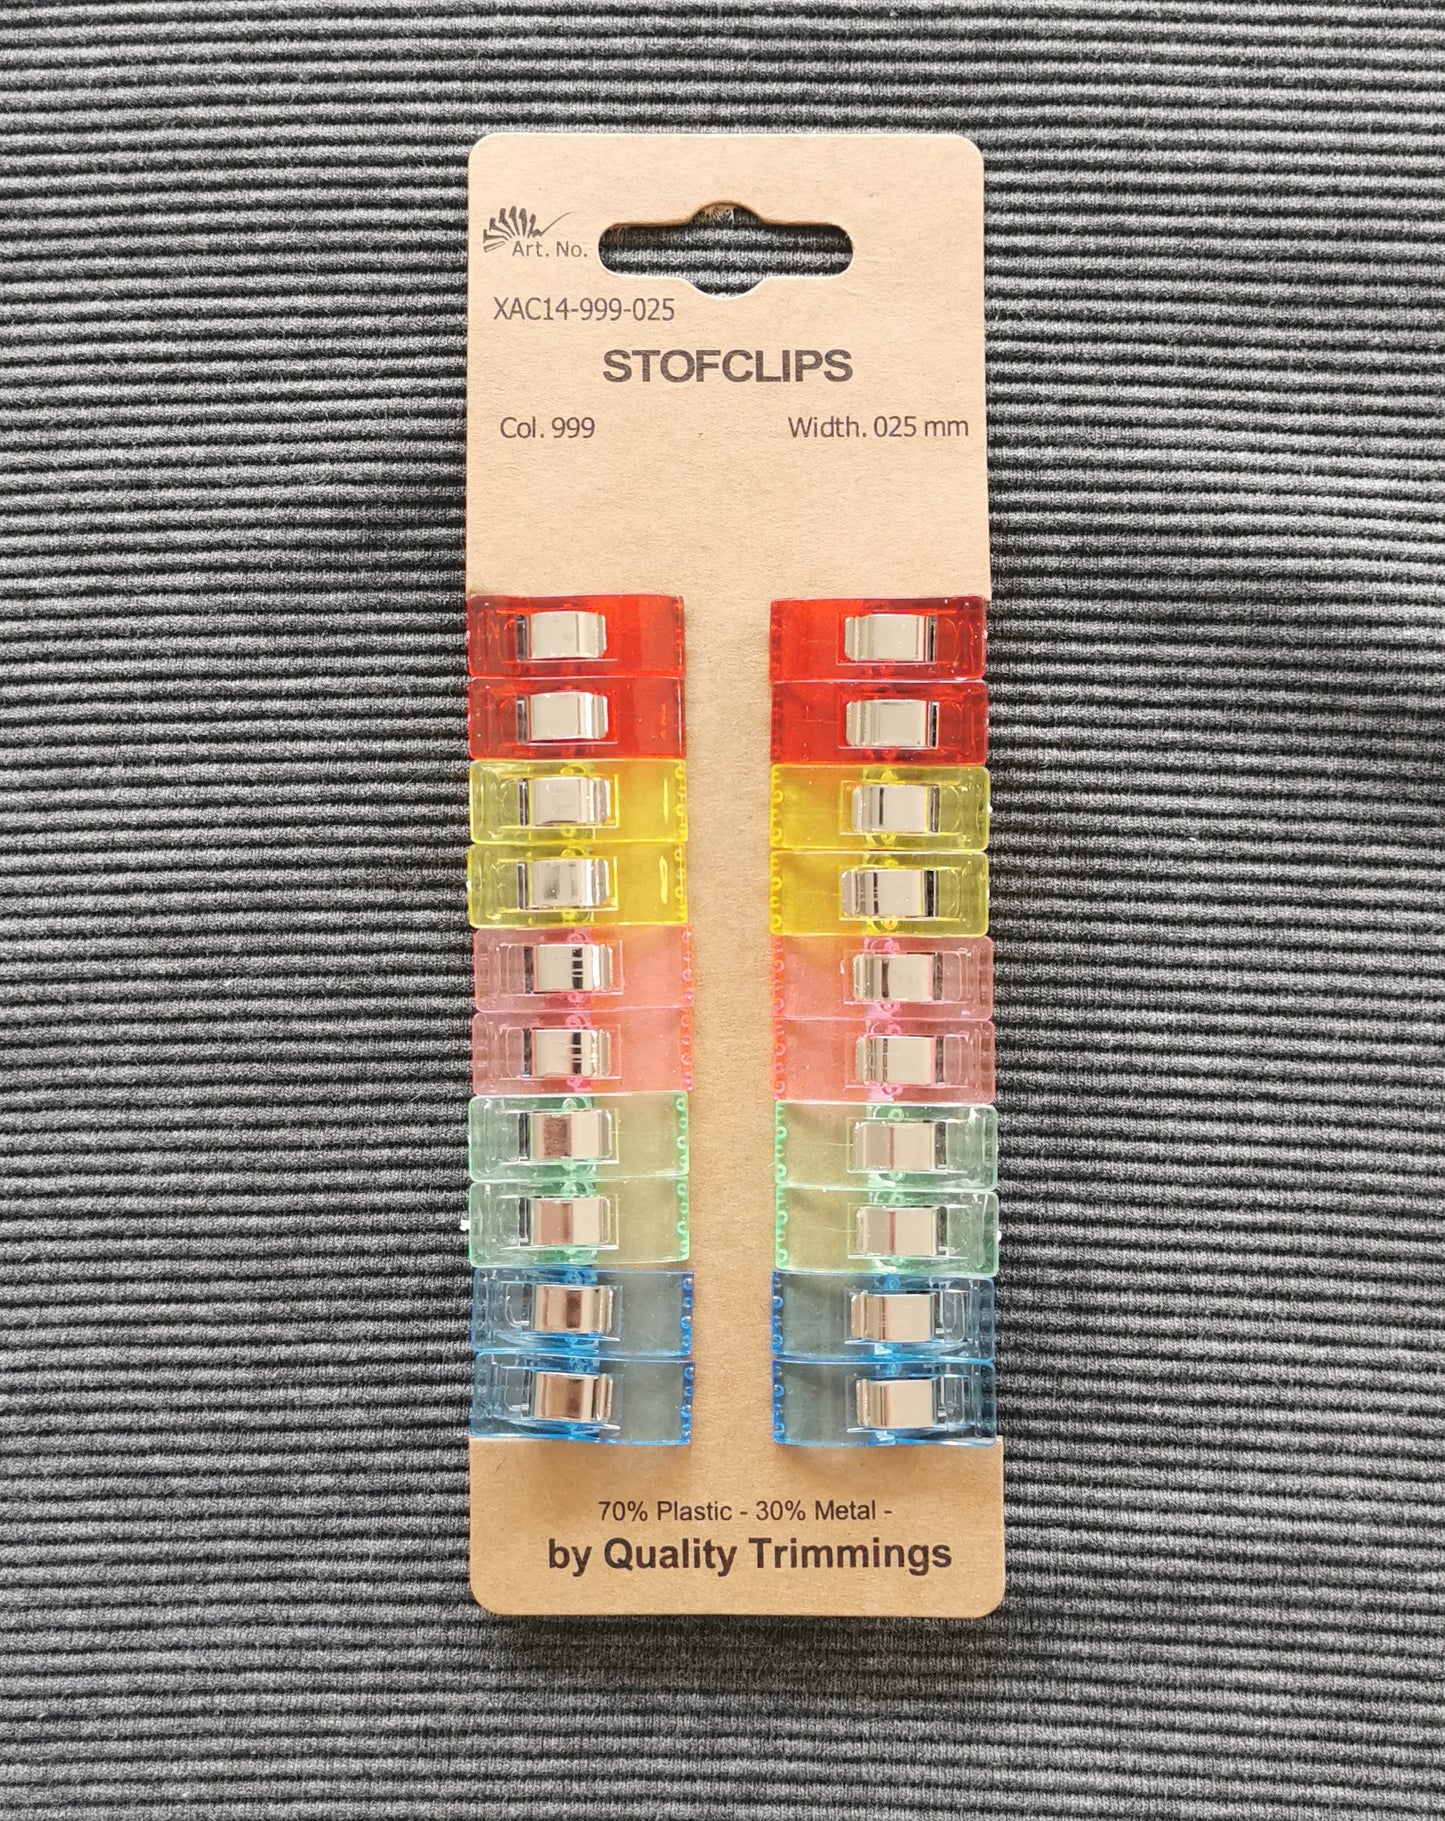 Art. No.
XAC14-999-025
STOFCLIPS
Col. 999 Width. 025 mm
70% Plastic - 30% Metal -
by Quality Trimmings